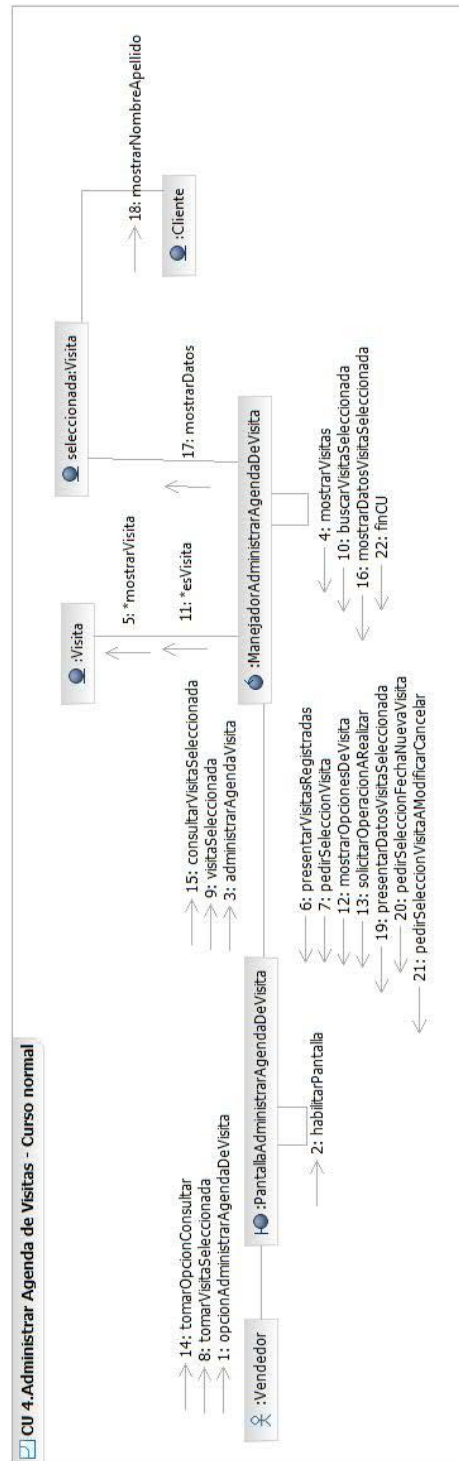 CU 4.Administrar Agenda de Visitas - Curso normal
14: tomarOpcionConsultar
8: tomarVisitaSeleccionada
1: opcionAdministrarAgendaDeVisita
:Vendedor
:PantallaAdministrarAgendaDeVisita
2: habilitarPantalla
15: consultarVisitaSeleccionada
9: visitaSeleccionada
3: administrarAgendaVisita
6: presentarVisitasRegistradas
7: pedirSeleccionVisita
12: mostrarOpcionesDeVisita
13: solicitarOperacionARealizar
19: presentarDatosVisitaSeleccionada
20: pedirSeleccionFechaNuevaVisita
21: pedirSeleccionVisitaAModificarCancelar
:Visita
5: *mostrarVisita
11: *esVisita
:ManejadorAdministrarAgendaDeVisita
4: mostrarVisitas
10: buscarVisitaSeleccionada
16: mostrarDatosVisitaSeleccionada
22: finCU
seleccionada:Visita
17: mostrarDatos
18: mostrarNombreApellido
:Cliente